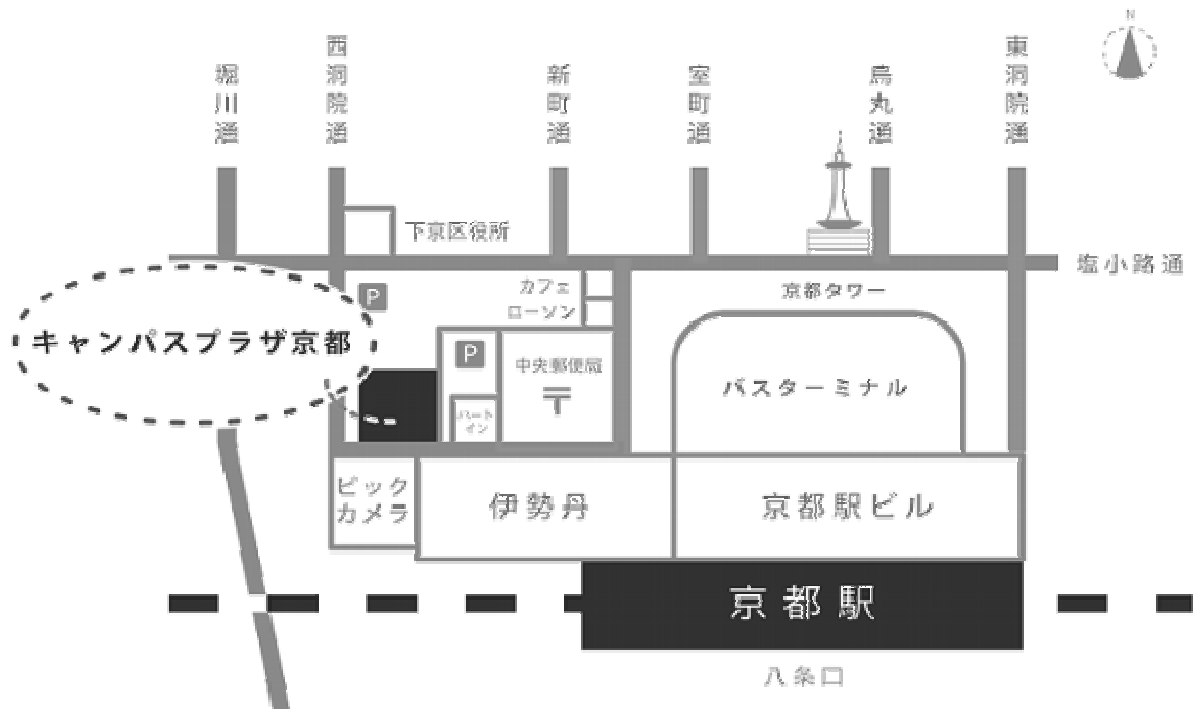 N
堀川通
西洞院通
新町通
室町通
烏丸通
東洞院通
下京区役所
塩小路通
P
カフェ
ローソン
京都タワー
キャンパスプラザ京都
P
中央郵便局
〒
バスターミナル
ハートイン
ビック
カメラ
伊勢丹
京都駅ビル
京都駅
八条口